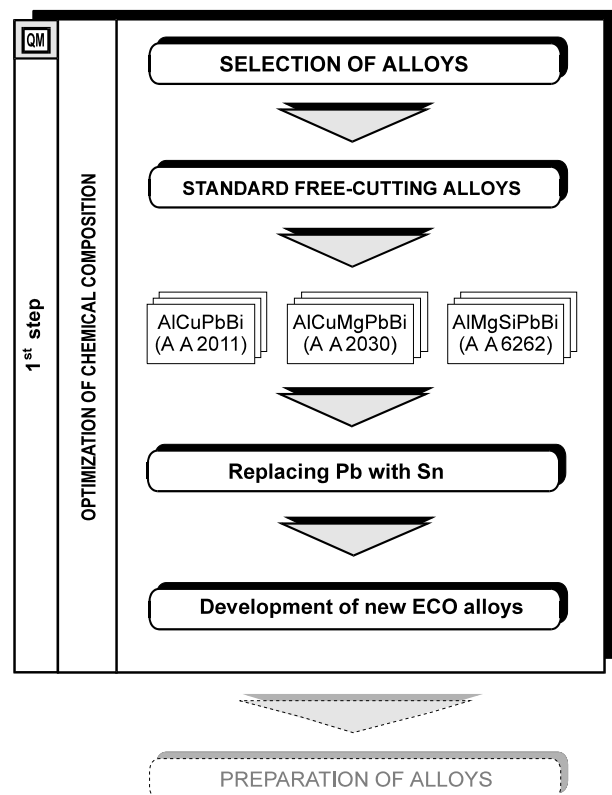 QM
1st step
OPTIMIZATION OF CHEMICAL COMPOSITION
SELECTION OF ALLOYS
STANDARD FREE-CUTTING ALLOYS
AlCuPbBi
(A A 2011)
AlCuMgPbBi
(A A 2030)
AlMgSiPbBi
(A A 6262)
Replacing Pb with Sn
Development of new ECO alloys
PREPARATION OF ALLOYS